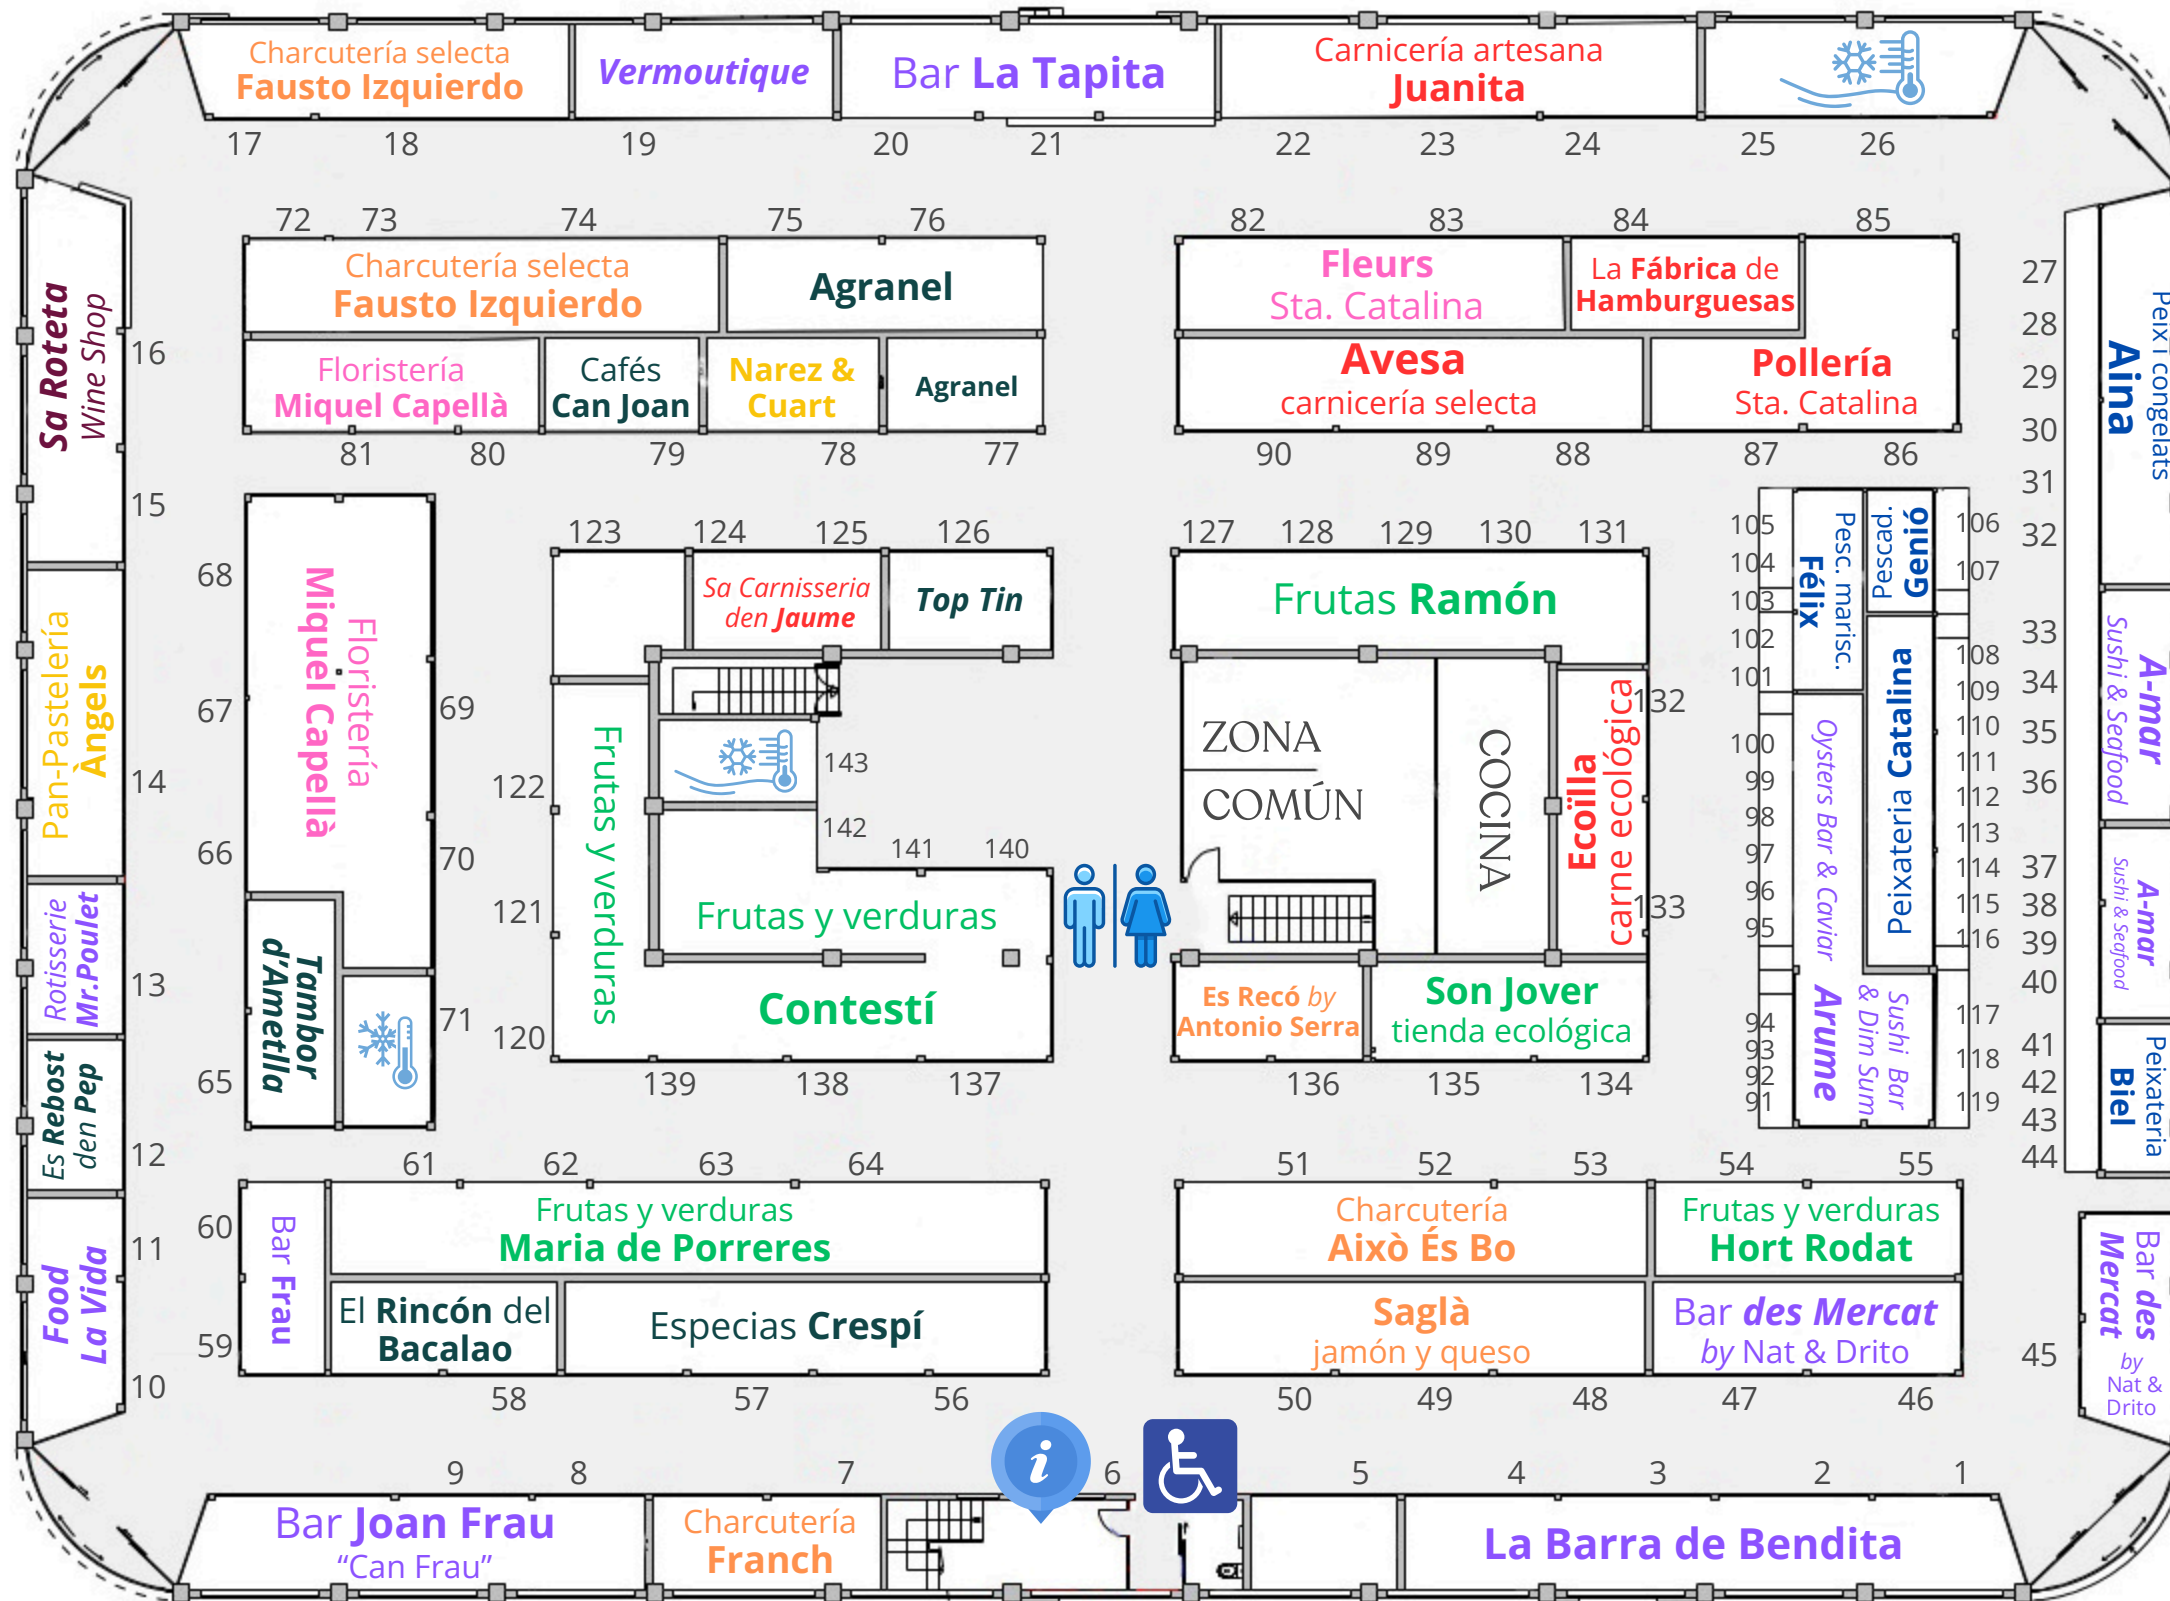 Charcutería selecta
Fausto Izquierdo
Vermoutique
Bar La Tapita
Carnicería artesana
Juanita
17
18
19
20
21
22
23
24
25
26
72
73
74
75
76
82
83
84
85
Charcutería selecta
Fausto Izquierdo
Agranel
Fleurs
Sta. Catalina
La Fábrica de
Hamburguesas
Floristería
Miquel Capellà
Cafés
Can Joan
Narez &
Cuart
Agranel
Avesa
carnicería selecta
Pollería
Sta. Catalina
81
80
79
78
77
90
89
88
87
86
Sa Roteta
Wine Shop
16
15
Pan-Pastelería
Àngels
14
Rotisserie
Mr.Poulet
13
Es Rebost
den Pep
12
Food
La Vida
11
10
68
67
66
65
Floristería
Miquel Capellà
69
70
71
Tambor
d'Ametlla
123
124
125
126
Sa Carnisseria
den Jaume
Top Tin
122
121
120
Frutas y verduras
143
142
141
140
Frutas y verduras
Contestí
139
138
137
127
128
129
130
131
Frutas Ramón
ZONA
COMÚN
COCINA
Ecoïlla
carne ecológica
132
133
Es Recó by
Antonio Serra
Son Jover
tienda ecológica
136
135
134
105
104
103
102
101
100
99
98
97
96
95
94
93
92
91
Pesc. marisc.
Félix
Pescad.
Genió
Peixateria Catalina
Oysters Bar & Caviar
Arume
Sushi Bar
& Dim Sum
106
107
108
109
110
111
112
113
114
115
116
117
118
119
27
28
29
30
31
32
33
34
35
36
37
38
39
40
41
42
43
44
45
Peix i congelats
Aina
A-mar
Sushi & Seafood
A-mar
Sushi & Seafood
Peixateria
Biel
Bar des
Mercat
by
Nat &
Drito
61
62
63
64
60
59
Bar Frau
Frutas y verduras
Maria de Porreres
El Rincón del
Bacalao
Especias Crespí
58
57
56
51
52
53
54
55
Charcutería
Això És Bo
Frutas y verduras
Hort Rodat
Saglà
jamón y queso
Bar des Mercat
by Nat & Drito
50
49
48
47
46
9
8
7
i
6
5
4
3
2
1
Bar Joan Frau
“Can Frau”
Charcutería
Franch
La Barra de Bendita